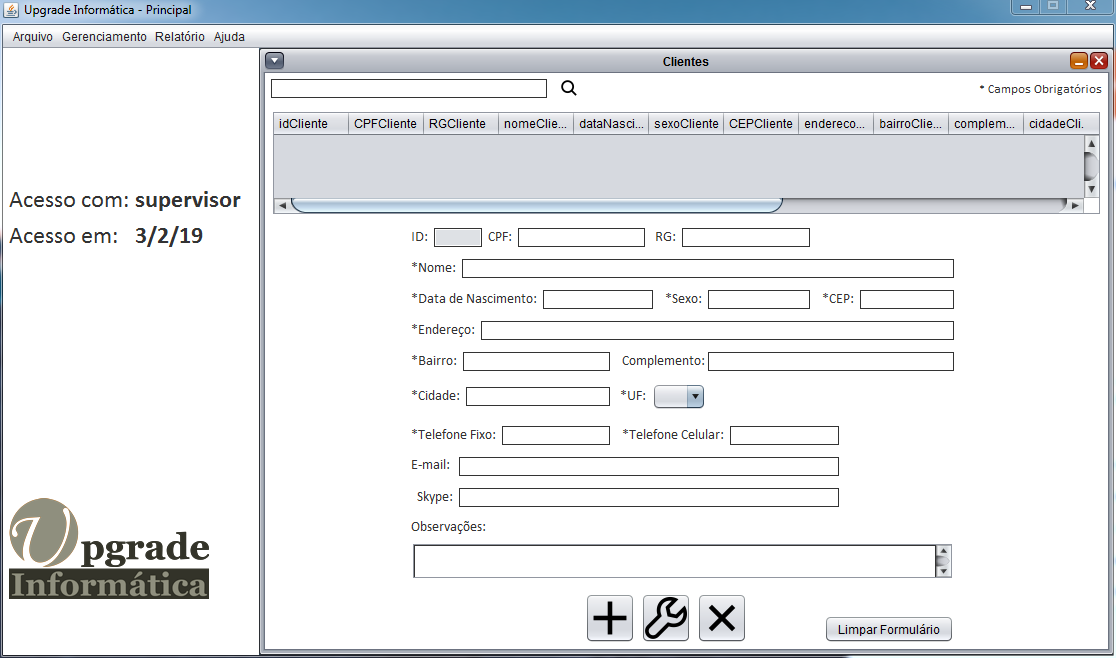 Upgrade Informática - Principal
Arquivo Gerenciamento Relatório Ajuda
Clientes
* Campos Obrigatórios
idCliente CPFCliente RGCliente nomeClie... dataNasci... sexoCliente CEPCliente endereco... bairroClie... complem... cidadeCli.
Acesso com: supervisor
Acesso em: 3/2/19
ID: CPF: RG:
*Nome:
*Data de Nascimento: *Sexo: *CEP:
*Endereço:
*Bairro: Complemento:
*Cidade: *UF:
*Telefone Fixo: *Telefone Celular:
E-mail:
Skype:
Observações:
Upgrade
Informática
Limpar Formulário